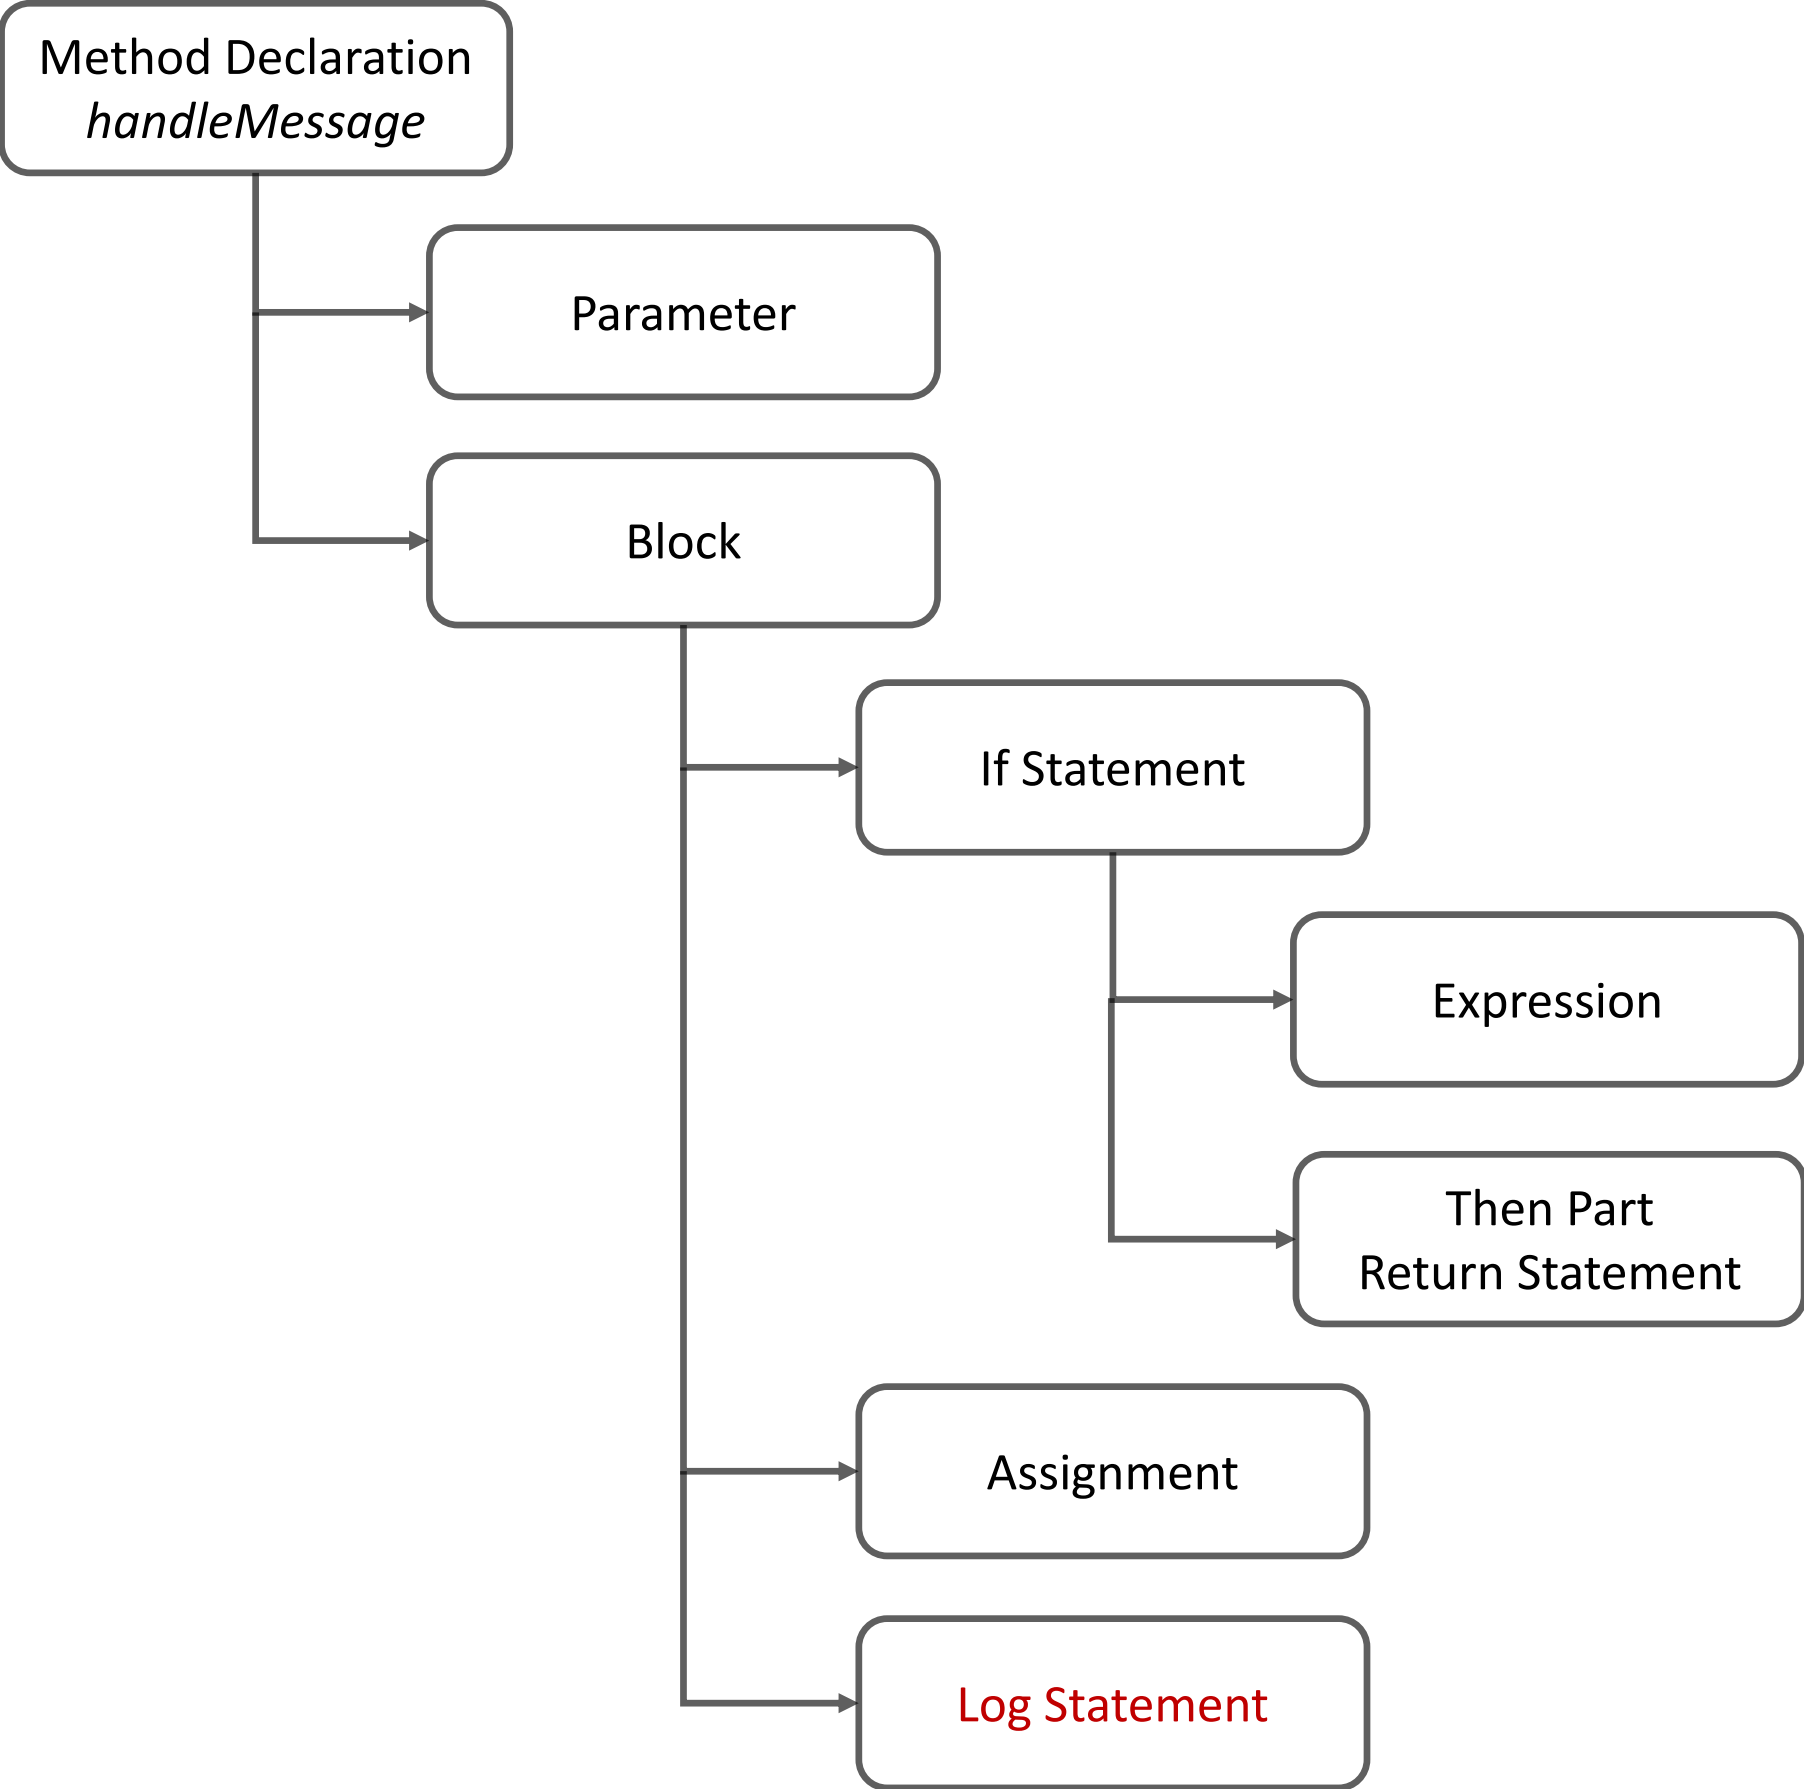 Method Declaration
handleMessage
Parameter
Block
If Statement
Expression
Then Part
Return Statement
Assignment
Log Statement